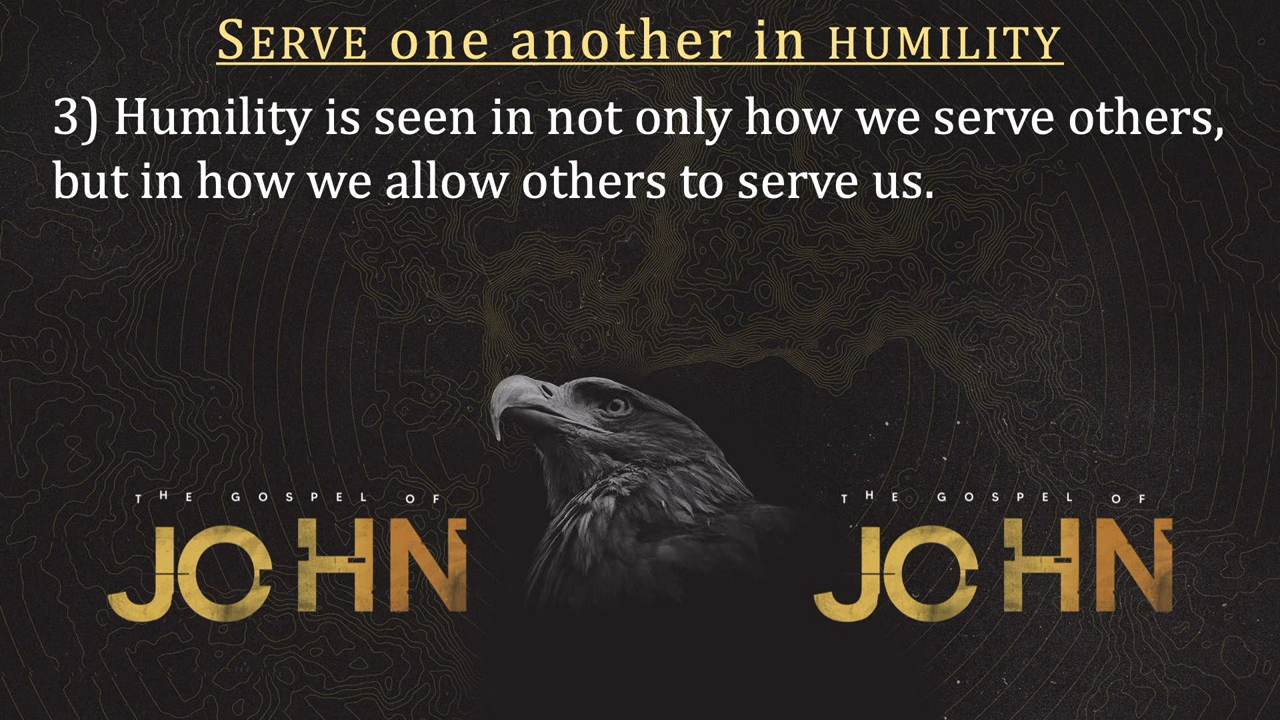 SERVE one another in HUMILITY
3) Humility is seen in not only how we serve others,
but in how we allow others to serve us.
THE GOSPEL OF
JOHN
THE GOSPEL OF
JOHN